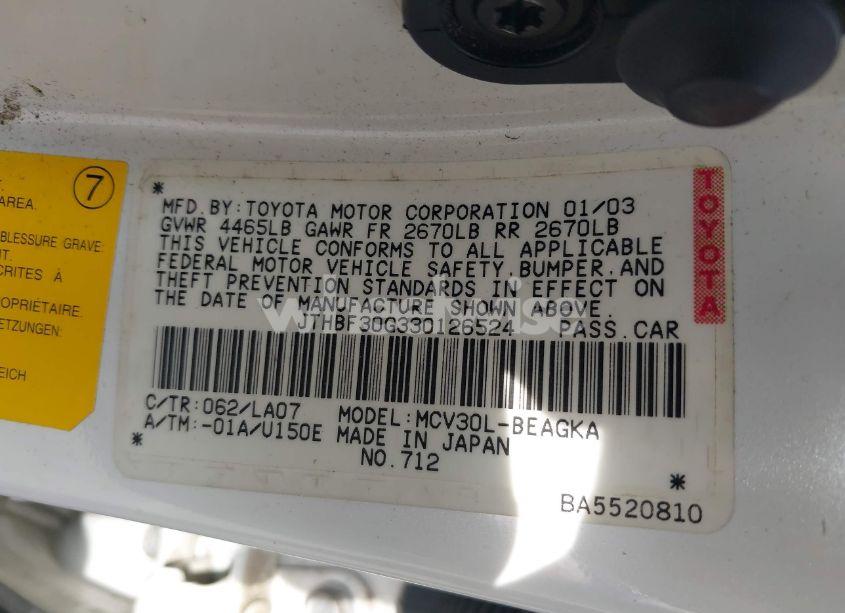 7
AREA.
BLESSURE GRAVE
CRITES À
PROPRIÉTAIRE.
ETZUNGEN
EICH
* MFD. BY: TOYOTA MOTOR CORPORATION 01/03
GVWR 4465LB GAWR FR 2670LB RR 2670LB
THIS VEHICLE CONFORMS TO ALL APPLICABLE
FEDERAL MOTOR VEHICLE SAFETY, BUMPER, AND
THEFT PREVENTION STANDARDS IN EFFECT ON
THE DATE OF MANUFACTURE SHOWN ABOVE.
JTHBF30G330126524 PASS. CAR
C/TR: 062/LA07 MODEL: MCV30L-BEAGKA
A/TM: -01A/U150E MADE IN JAPAN
* NO. 712 *
BA5520810
TOYOTA